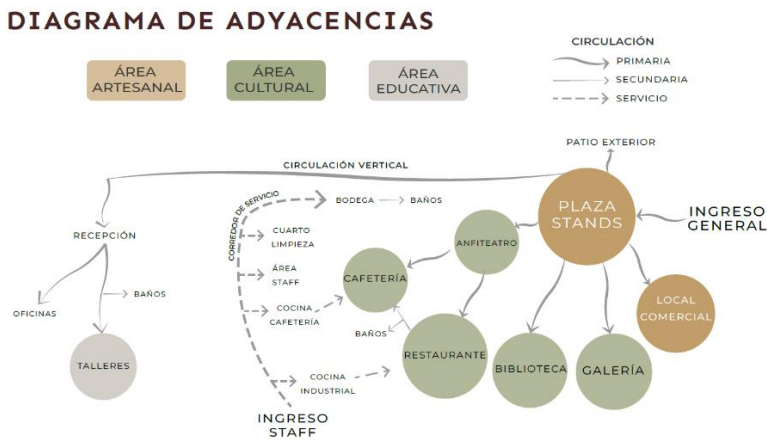 DIAGRAMA DE ADYACENCIAS
ÁREA
ARTESANAL
ÁREA
CULTURAL
ÁREA
EDUCATIVA
CIRCULACIÓN
PRIMARIA
SECUNDARIA
SERVICIO
PATIO EXTERIOR
CIRCULACIÓN VERTICAL
PLAZA
STANDS
INGRESO
GENERAL
CORREDOR DE SERVICIO
BODEGA
BAÑOS
RECEPCIÓN
CUARTO
LIMPIEZA
ANFITEATRO
ÁREA
STAFF
CAFETERÍA
BAÑOS
OFICINAS
COCINA
CAFETERÍA
LOCAL
COMERCIAL
BAÑOS
TALLERES
RESTAURANTE
BIBLIOTECA
GALERÍA
COCINA
INDUSTRIAL
INGRESO
STAFF